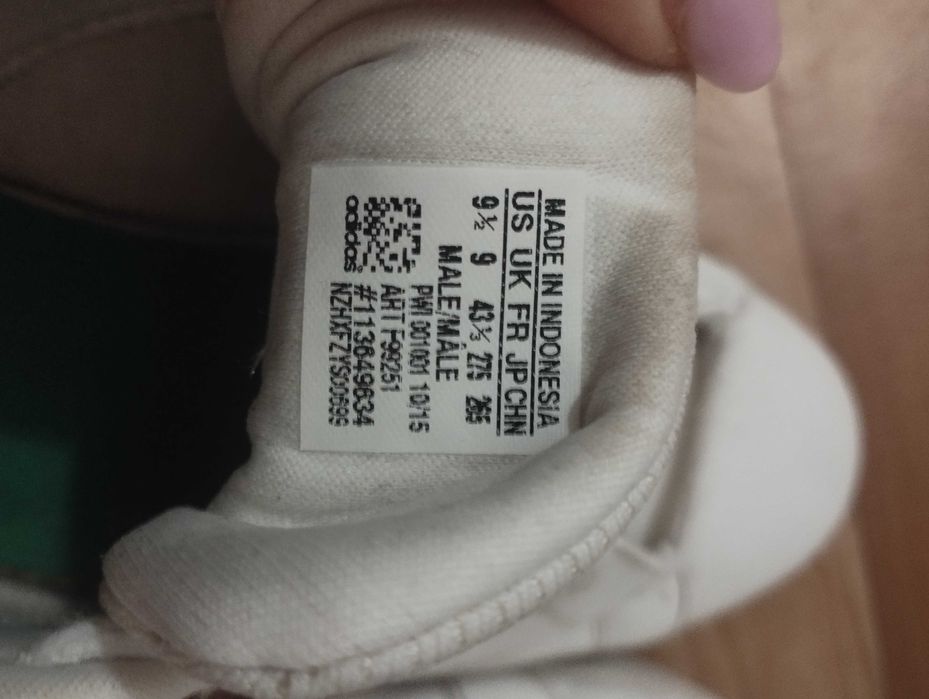 MADE IN INDONESIA
US UK FR JP CHN
9½ 9 43⅓ 275 265
MALE/MÂLE
PWI 001001 10/15
ART F99251
#113649634
NZHXFZYS00699
adidas